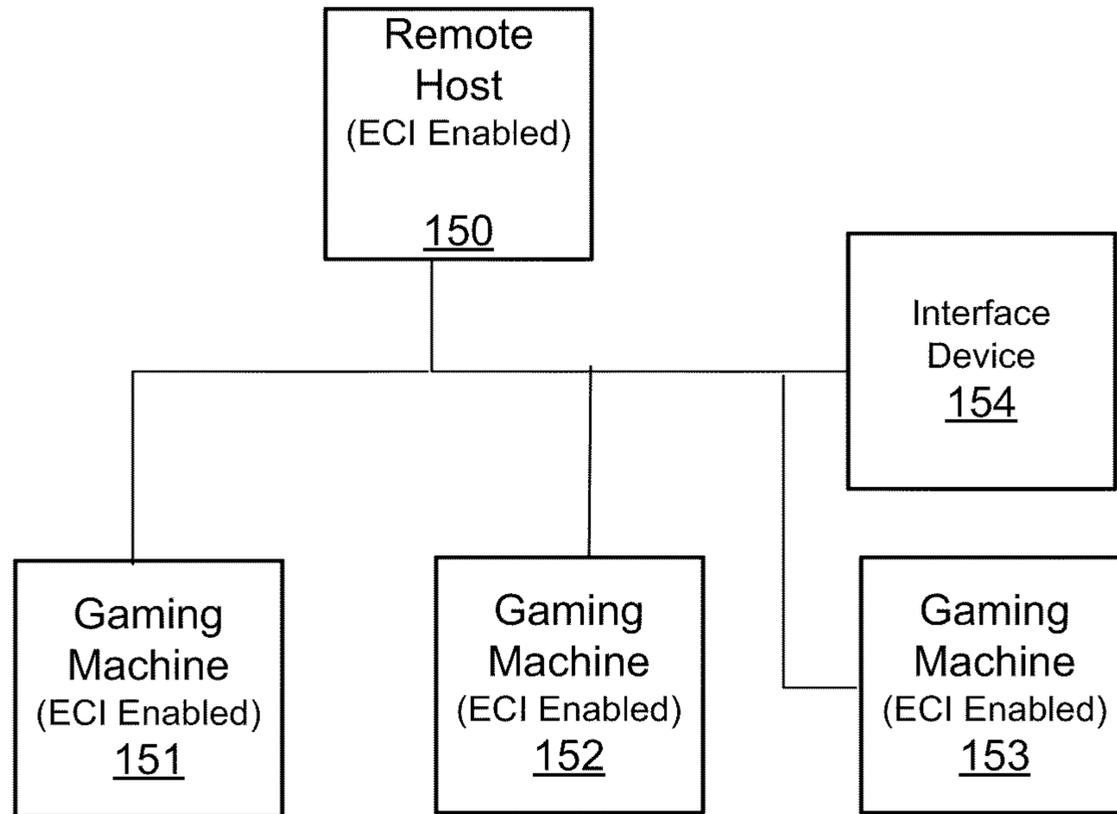 Remote
Host
(ECI Enabled)
150
Interface
Device
154
Gaming
Machine
(ECI Enabled)
151
Gaming
Machine
(ECI Enabled)
152
Gaming
Machine
(ECI Enabled)
153